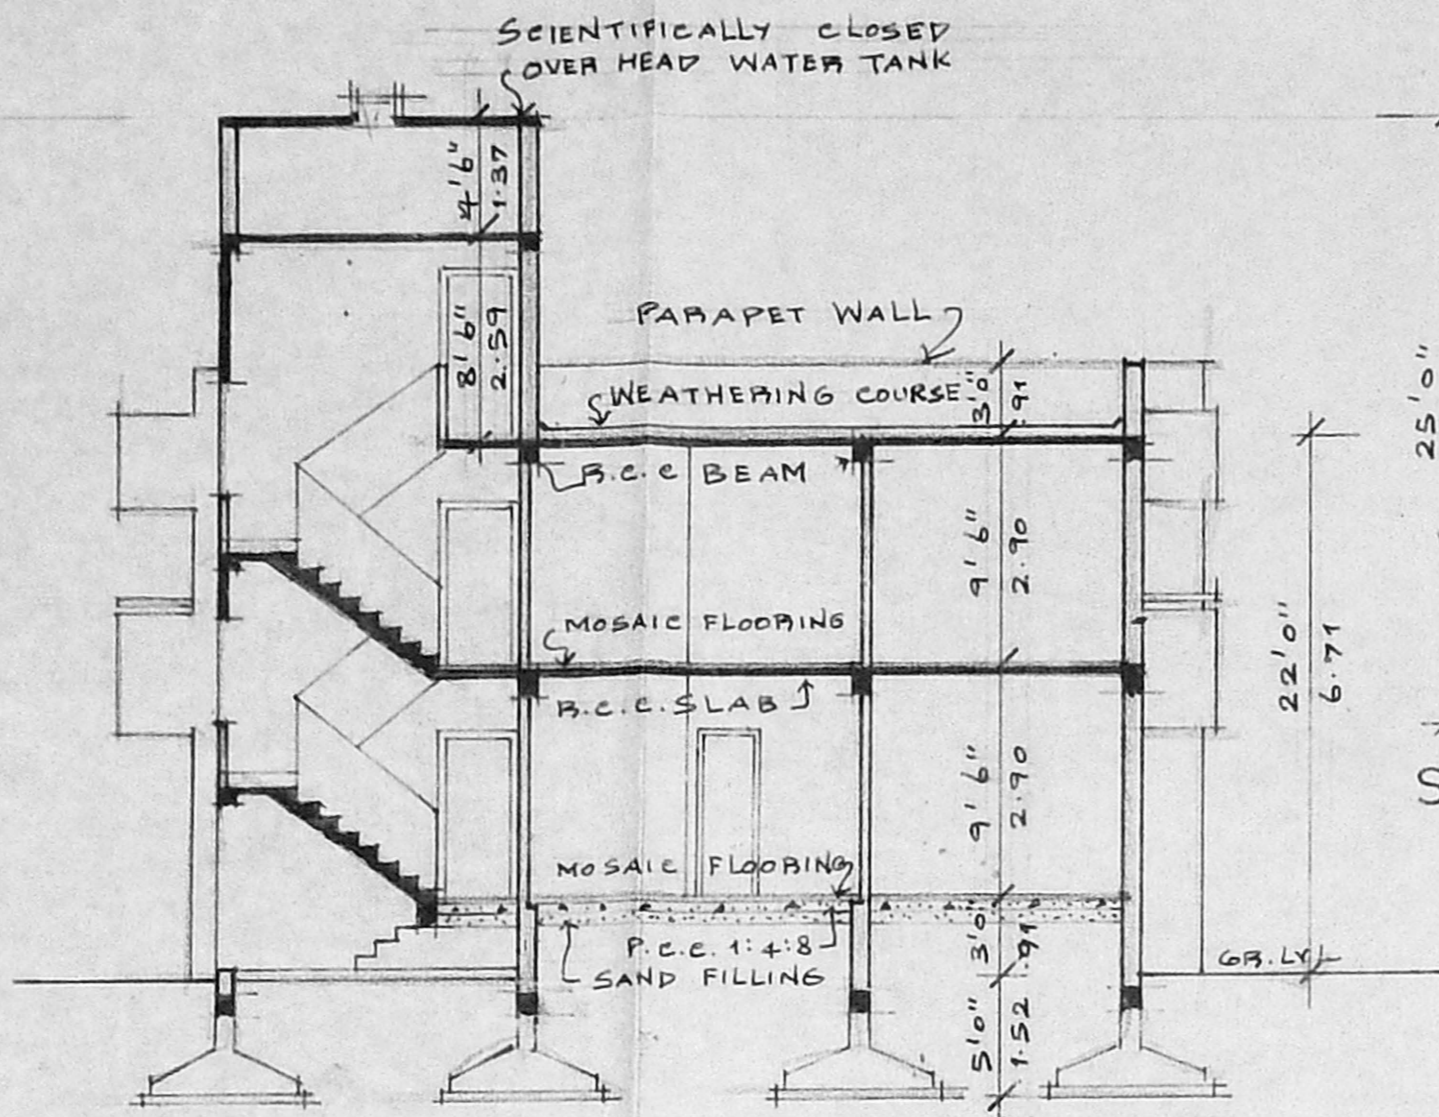 SCIENTIFICALLY CLOSED
OVER HEAD WATER TANK
4'6"
1.37
8'6"
2.59
PARAPET WALL
WEATHERING COURSE
3'0"
.91
25'0"
R.C.C BEAM
9'6"
2.90
MOSAIC FLOORING
22'0"
6.71
R.C.C. SLAB
9'6"
2.90
S
MOSAIC FLOORING
P.C.C. 1:4:8
SAND FILLING
3'0"
.91
GR. LVL
5'0"
1.52